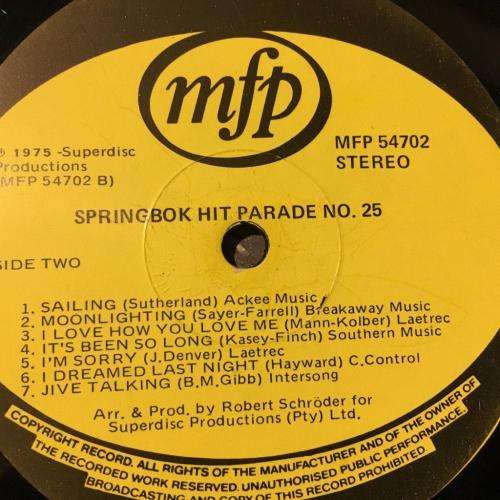 mfp
℗ 1975 -Superdisc
Productions
(MFP 54702 B)
MFP 54702
STEREO
SPRINGBOK HIT PARADE NO. 25
SIDE TWO
1. SAILING (Sutherland) Ackee Music
2. MOONLIGHTING (Sayer-Farrell) Breakaway Music
3. I LOVE HOW YOU LOVE ME (Mann-Kolber) Laetrec
4. IT'S BEEN SO LONG (Kasey-Finch) Southern Music
5. I'M SORRY (J.Denver) Laetrec
6. I DREAMED LAST NIGHT (Hayward) C.Control
7. JIVE TALKING (B,M.Gibb) Intersong
Arr. & Prod. by Robert Schröder for
Superdisc Productions (Pty) Ltd.
COPYRIGHT RECORD. ALL RIGHTS OF THE MANUFACTURER AND OF THE OWNER OF
THE RECORDED WORK RESERVED. UNAUTHORISED PUBLIC PERFORMANCE,
BROADCASTING AND COPY OF THIS RECORD PROHIBITED